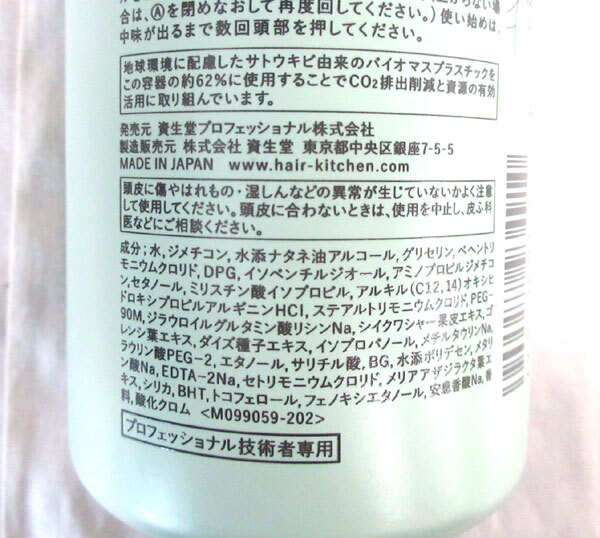 場
合は、Ⓐを閉めなおして再度回してください。）使い始めは、
中味が出るまで数回頭部を押してください。
地球環境に配慮したサトウキビ由来のバイオマスプラスチックを
この容器の約62%に使用することでCO2排出削減と資源の有効
活用に取り組んでいます。
発売元 資生堂プロフェッショナル株式会社
製造販売元 株式会社 資生堂 東京都中央区銀座7-5-5
MADE IN JAPAN www.hair-kitchen.com
頭皮に傷やはれもの・湿しんなどの異常が生じていないかよく注意
して使用してください。頭皮に合わないときは、使用を中止し、皮ふ科
医などにご相談ください。
成分；水,ジメチコン,水添ナタネ油アルコール,グリセリン,ベヘントリ
モニウムクロリド,DPG,イソペンチルジオール,アミノプロピルジメチコ
ン,セタノール,ミリスチン酸イソプロピル,アルキル(C12,14)オキシヒ
ドロキシプロピルアルギニンHCl,ステアルトリモニウムクロリド,PEG-
90M,ジラウロイルグルタミン酸リシンNa,シイクワシャー果皮エキス,ゴ
レンシ葉エキス,ダイズ種子エキス,イソプロパノール,メチルタウリンNa,
ラウリン酸PEG-2,エタノール,サリチル酸,BG,水添ポリデセン,メタリ
ン酸Na,EDTA-2Na,セトリモニウムクロリド,メリアアザジラクタ葉エ
キス,シリカ,BHT,トコフェロール,フェノキシエタノール,安息香酸Na,香
料,酸化クロム <M099059-202>
プロフェッショナル技術者専用